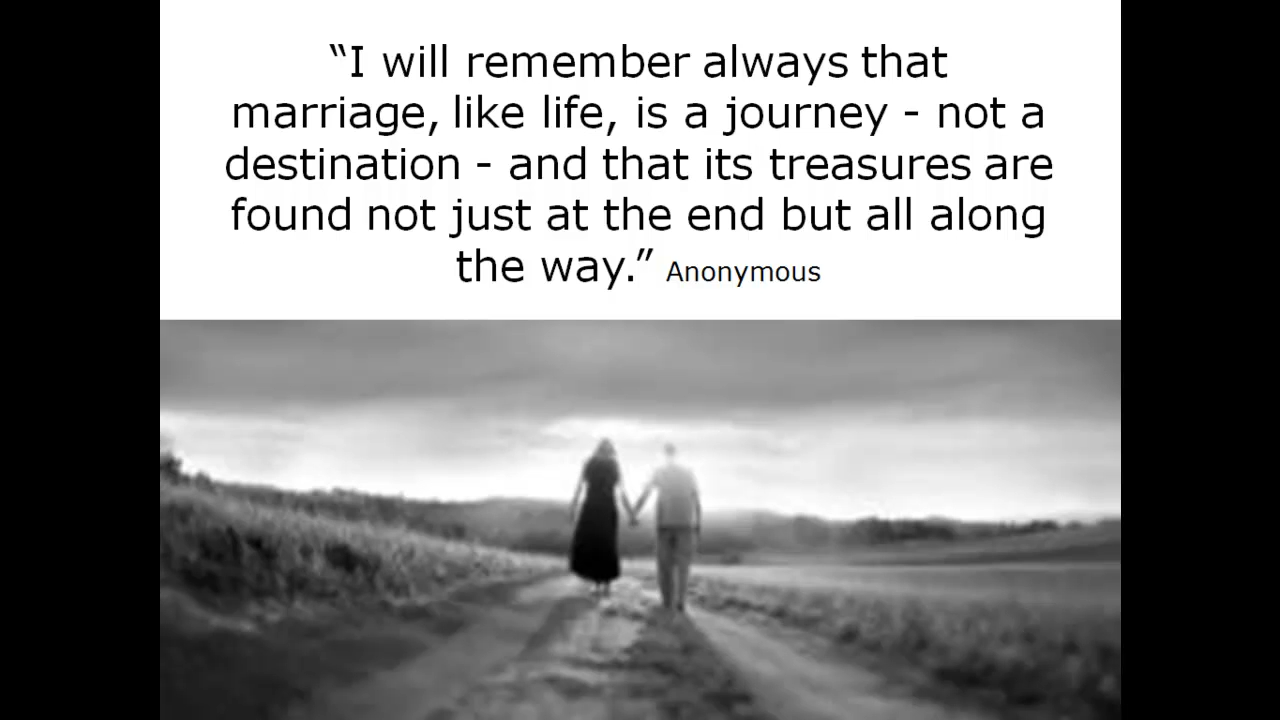 “I will remember always that
marriage, like life, is a journey - not a
destination - and that its treasures are
found not just at the end but all along
the way.” Anonymous